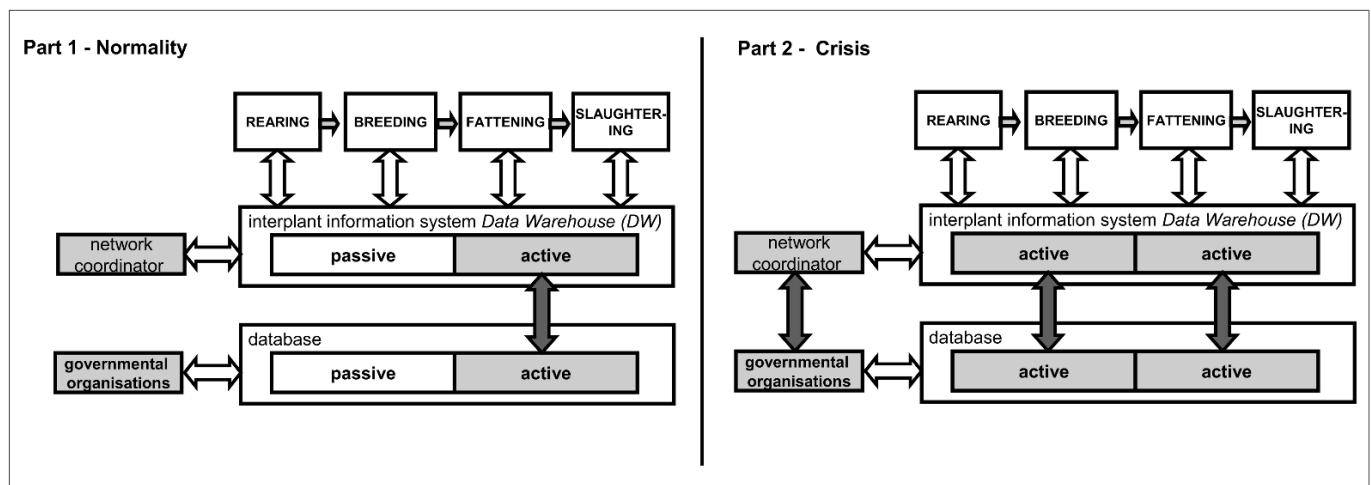 Part 1 - Normality
REARING
BREEDING
FATTENING
SLAUGHTER-
ING
interplant information system Data Warehouse (DW)
network
coordinator
passive
active
database
governmental
organisations
passive
active
Part 2 - Crisis
REARING
BREEDING
FATTENING
SLAUGHTER-
ING
interplant information system Data Warehouse (DW)
network
coordinator
active
active
database
governmental
organisations
active
active